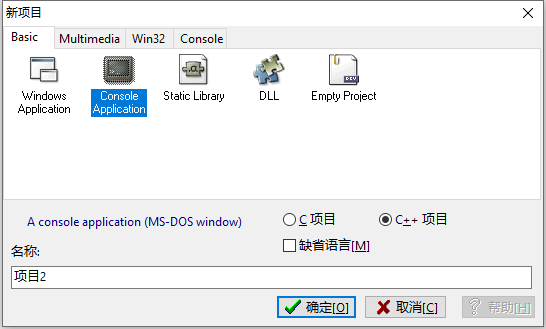 新项目
Basic
Multimedia
Win32
Console
Windows
Application
Console
Application
Static Library
DLL
Empty Project
A console application (MS-DOS window)
C 项目
C++ 项目
缺省语言[M]
名称:
项目2
确定[O]
取消[C]
帮助[H]